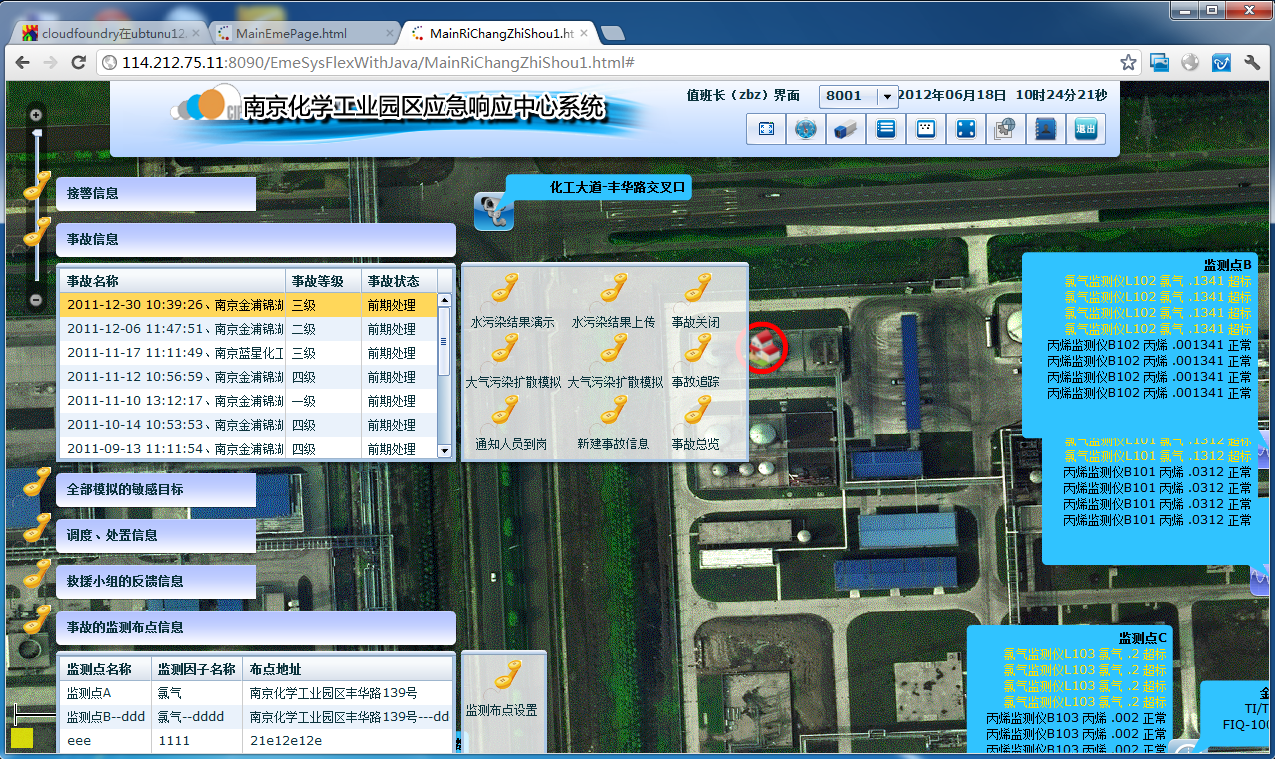 cloudfoundry在ubtunu12.
MainEmePage.html
MainRiChangZhiShou1.ht
114.212.75.11:8090/EmeSysFlexWithJava/MainRiChangZhiShou1.html#
南京化学工业园区应急响应中心系统
值班长（zbz）界面
8001
2012年06月18日 10时24分21秒
退出
接警信息
化工大道-丰华路交叉口
事故信息
事故名称 事故等级 事故状态
2011-12-30 10:39:26、南京金浦锦湖 三级 前期处理
2011-12-06 11:47:51、南京金浦锦湖 二级 前期处理
2011-11-17 11:11:49、南京蓝星化工 三级 前期处理
2011-11-12 10:56:59、南京金浦锦湖 四级 前期处理
2011-11-10 13:12:17、南京金浦锦湖 一级 前期处理
2011-10-14 10:53:53、南京金浦锦湖 四级 前期处理
2011-09-13 11:11:54、南京金浦锦湖 四级 前期处理
水污染结果演示 水污染结果上传 事故关闭
大气污染扩散模拟 大气污染扩散模拟 事故追踪
通知人员到岗 新建事故信息 事故总览
监测点B
氯气监测仪L102 氯气 .1341 超标
氯气监测仪L102 氯气 .1341 超标
氯气监测仪L102 氯气 .1341 超标
氯气监测仪L102 氯气 .1341 超标
丙烯监测仪B102 丙烯 .001341 正常
丙烯监测仪B102 丙烯 .001341 正常
丙烯监测仪B102 丙烯 .001341 正常
丙烯监测仪B102 丙烯 .001341 正常
氯气监测仪L101 氯气 .1312 超标
氯气监测仪L101 氯气 .1312 超标
丙烯监测仪B101 丙烯 .0312 正常
丙烯监测仪B101 丙烯 .0312 正常
丙烯监测仪B101 丙烯 .0312 正常
丙烯监测仪B101 丙烯 .0312 正常
全部模拟的敏感目标
调度、处置信息
救援小组的反馈信息
事故的监测布点信息
监测点名称 监测因子名称 布点地址
监测点A 氯气 南京化学工业园区丰华路139号
监测点B--ddd 氯气--dddd 南京化学工业园区丰华路139号---dd
eee 1111 21e12e12e
监测布点设置
监测点C
氯气监测仪L103 氯气 .2 超标
氯气监测仪L103 氯气 .2 超标
氯气监测仪L103 氯气 .2 超标
氯气监测仪L103 氯气 .2 超标
丙烯监测仪B103 丙烯 .002 正常
丙烯监测仪B103 丙烯 .002 正常
丙烯监测仪B103 丙烯 .002 正常
TI/T
FIQ-100